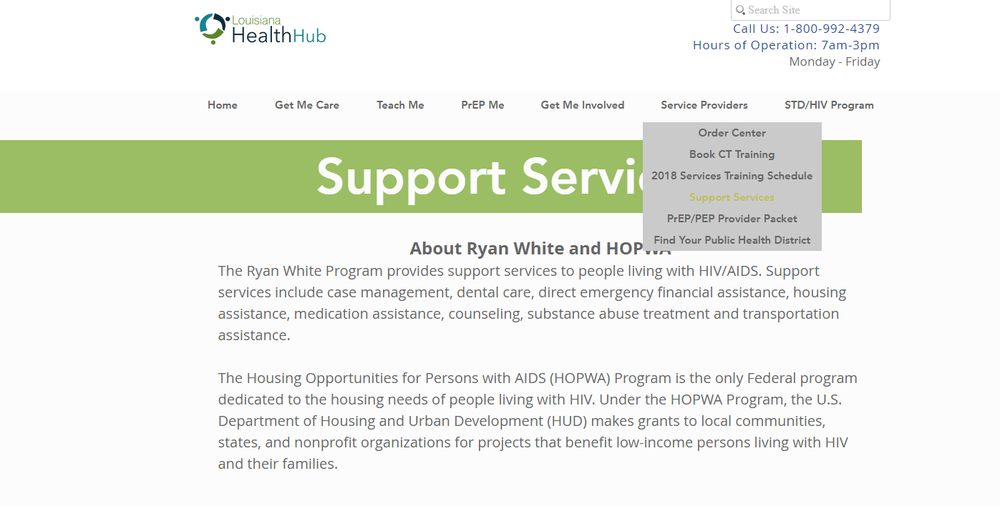 Louisiana
HealthHub
Search Site
Call Us: 1-800-992-4379
Hours of Operation: 7am-3pm
Monday - Friday
Home Get Me Care Teach Me PrEP Me Get Me Involved Service Providers STD/HIV Program
Order Center
Book CT Training
2018 Services Training Schedule
Support Services
PrEP/PEP Provider Packet
Find Your Public Health District
Support Servic
About Ryan White and HOPWA
The Ryan White Program provides support services to people living with HIV/AIDS. Support
services include case management, dental care, direct emergency financial assistance, housing
assistance, medication assistance, counseling, substance abuse treatment and transportation
assistance.
The Housing Opportunities for Persons with AIDS (HOPWA) Program is the only Federal program
dedicated to the housing needs of people living with HIV. Under the HOPWA Program, the U.S.
Department of Housing and Urban Development (HUD) makes grants to local communities,
states, and nonprofit organizations for projects that benefit low-income persons living with HIV
and their families.